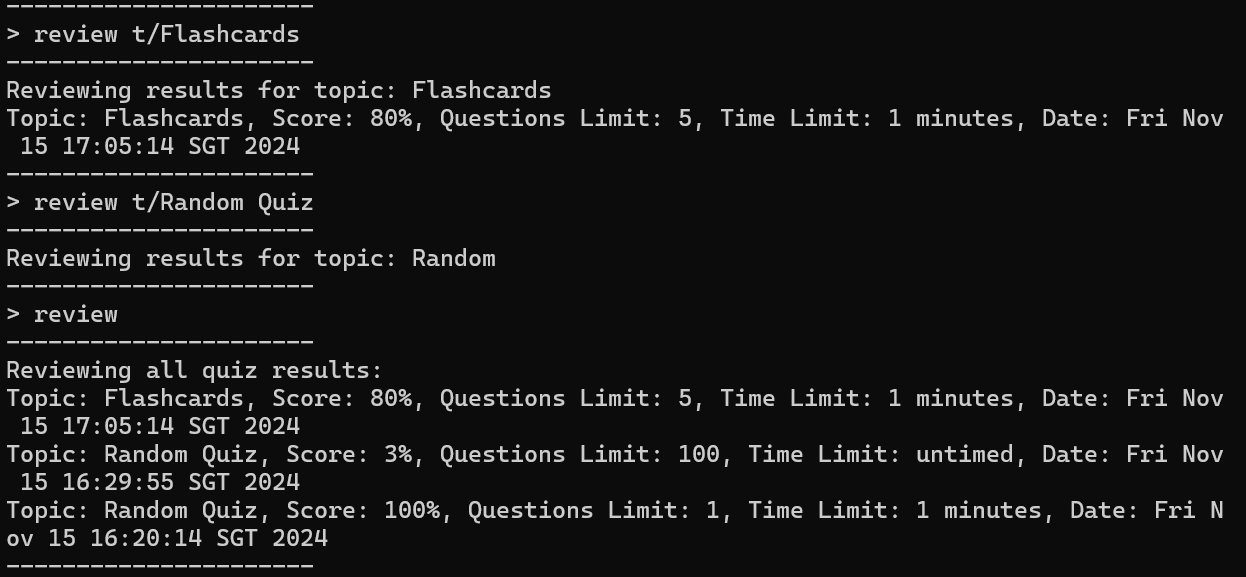 ----------------------
> review t/Flashcards
----------------------
Reviewing results for topic: Flashcards
Topic: Flashcards, Score: 80%, Questions Limit: 5, Time Limit: 1 minutes, Date: Fri Nov
 15 17:05:14 SGT 2024
----------------------
> review t/Random Quiz
----------------------
Reviewing results for topic: Random
----------------------
> review
----------------------
Reviewing all quiz results:
Topic: Flashcards, Score: 80%, Questions Limit: 5, Time Limit: 1 minutes, Date: Fri Nov
 15 17:05:14 SGT 2024
Topic: Random Quiz, Score: 3%, Questions Limit: 100, Time Limit: untimed, Date: Fri Nov
 15 16:29:55 SGT 2024
Topic: Random Quiz, Score: 100%, Questions Limit: 1, Time Limit: 1 minutes, Date: Fri N
ov 15 16:20:14 SGT 2024
----------------------